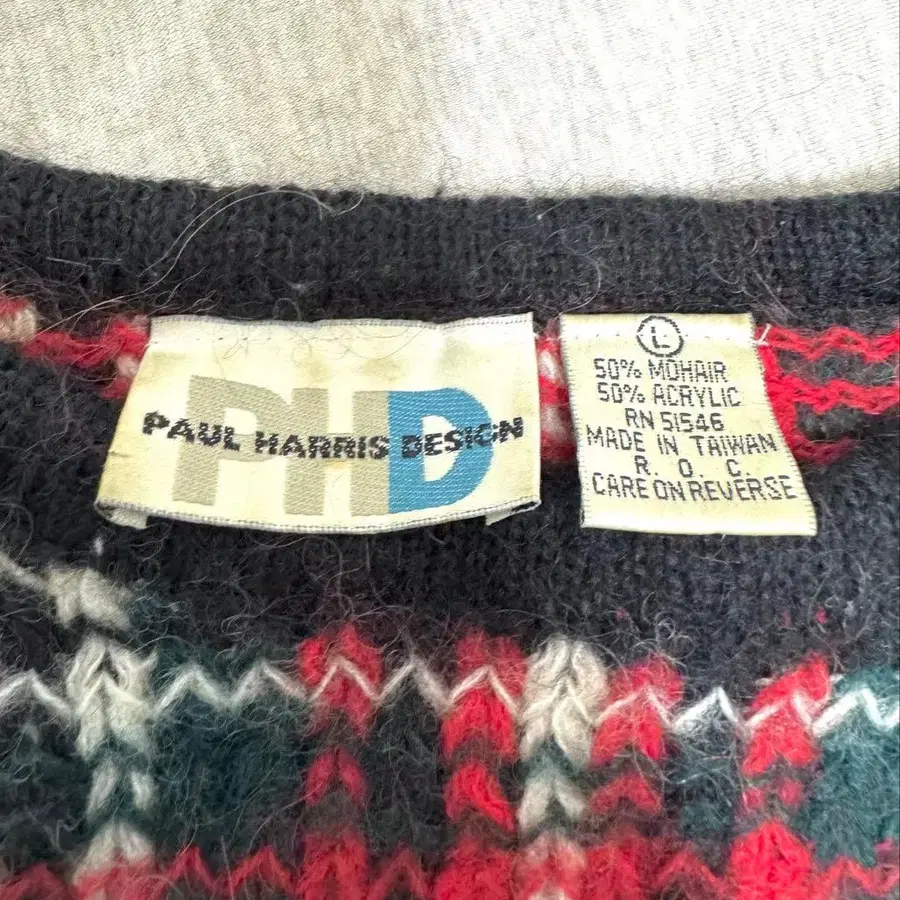 PHD
PAUL HARRIS DESIGN
L
50% MOHAIR
50% ACRYLIC
RN 51546
MADE IN TAIWAN
R. O. C.
CARE ON REVERSE